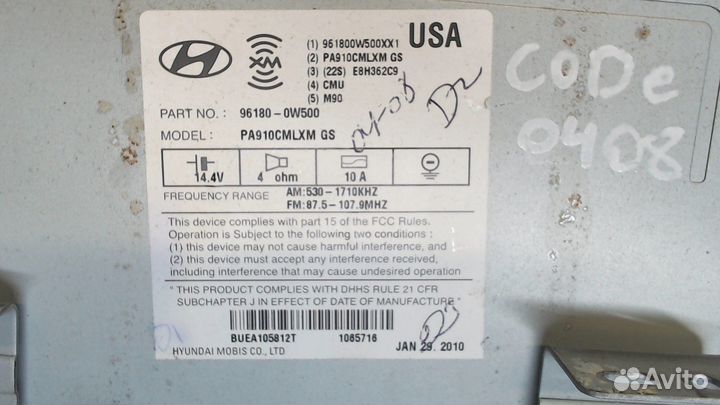 USA
(1) 961800W500XX1
(2) PA910CMLXM GS
(3) (22S) E8H362C9
(4) CMU
(5) M90
XM
CODe
0408
04-08
D2
PART NO. : 96180-0W500
MODEL : PA910CMLXM GS
14.4V 4 ohm 10 A
FREQUENCY RANGE AM:530-1710KHZ
FM:87.5-107.9MHZ
This device complies with part 15 of the FCC Rules.
Operation is Subject to the following two conditions :
(1) this device may not cause harmful interference, and
(2) this device must accept any interference received,
including interference that may cause undesired operation
" THIS PRODUCT COMPLIES WITH DHHS RULE 21 CFR
SUBCHAPTER J IN EFFECT OF DATE OF MANUFACTURE "
BUEA105812T 1065716
HYUNDAI MOBIS CO., LTD JAN 29. 2010
Avito